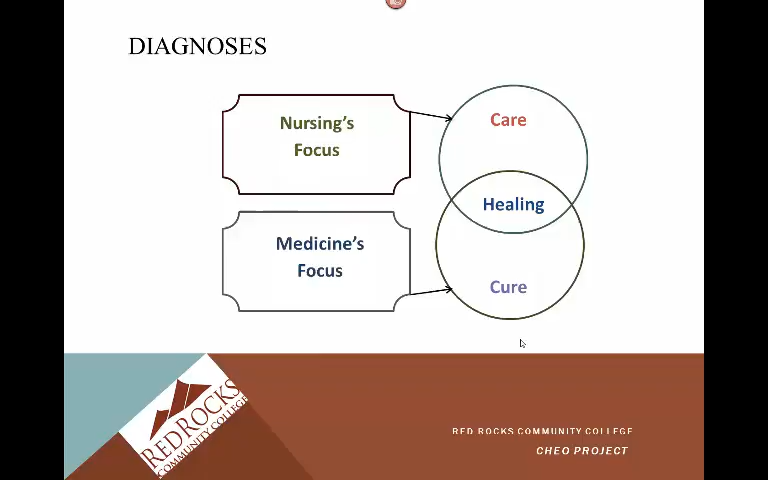 DIAGNOSES
Nursing's
Focus
Care
Healing
Medicine's
Focus
Cure
RED ROCKS
COMMUNITY COLLEGE
RED ROCKS COMMUNITY COLLEGE
CHEO PROJECT